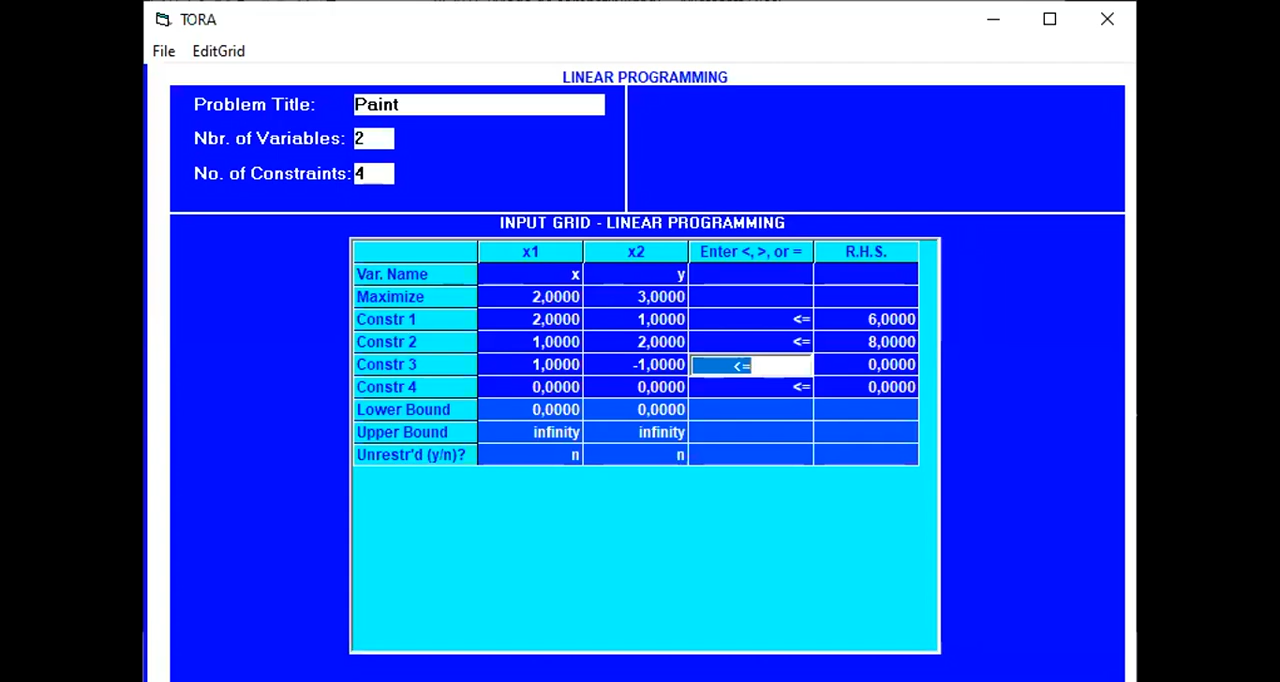 TORA
File EditGrid
LINEAR PROGRAMMING
Problem Title: Paint
Nbr. of Variables: 2
No. of Constraints: 4
INPUT GRID - LINEAR PROGRAMMING
x1 x2 Enter <, >, or = R.H.S.
Var. Name x y
Maximize 2,0000 3,0000
Constr 1 2,0000 1,0000 <= 6,0000
Constr 2 1,0000 2,0000 <= 8,0000
Constr 3 1,0000 -1,0000 <= 0,0000
Constr 4 0,0000 0,0000 <= 0,0000
Lower Bound 0,0000 0,0000
Upper Bound infinity infinity
Unrestr'd (y/n)? n n